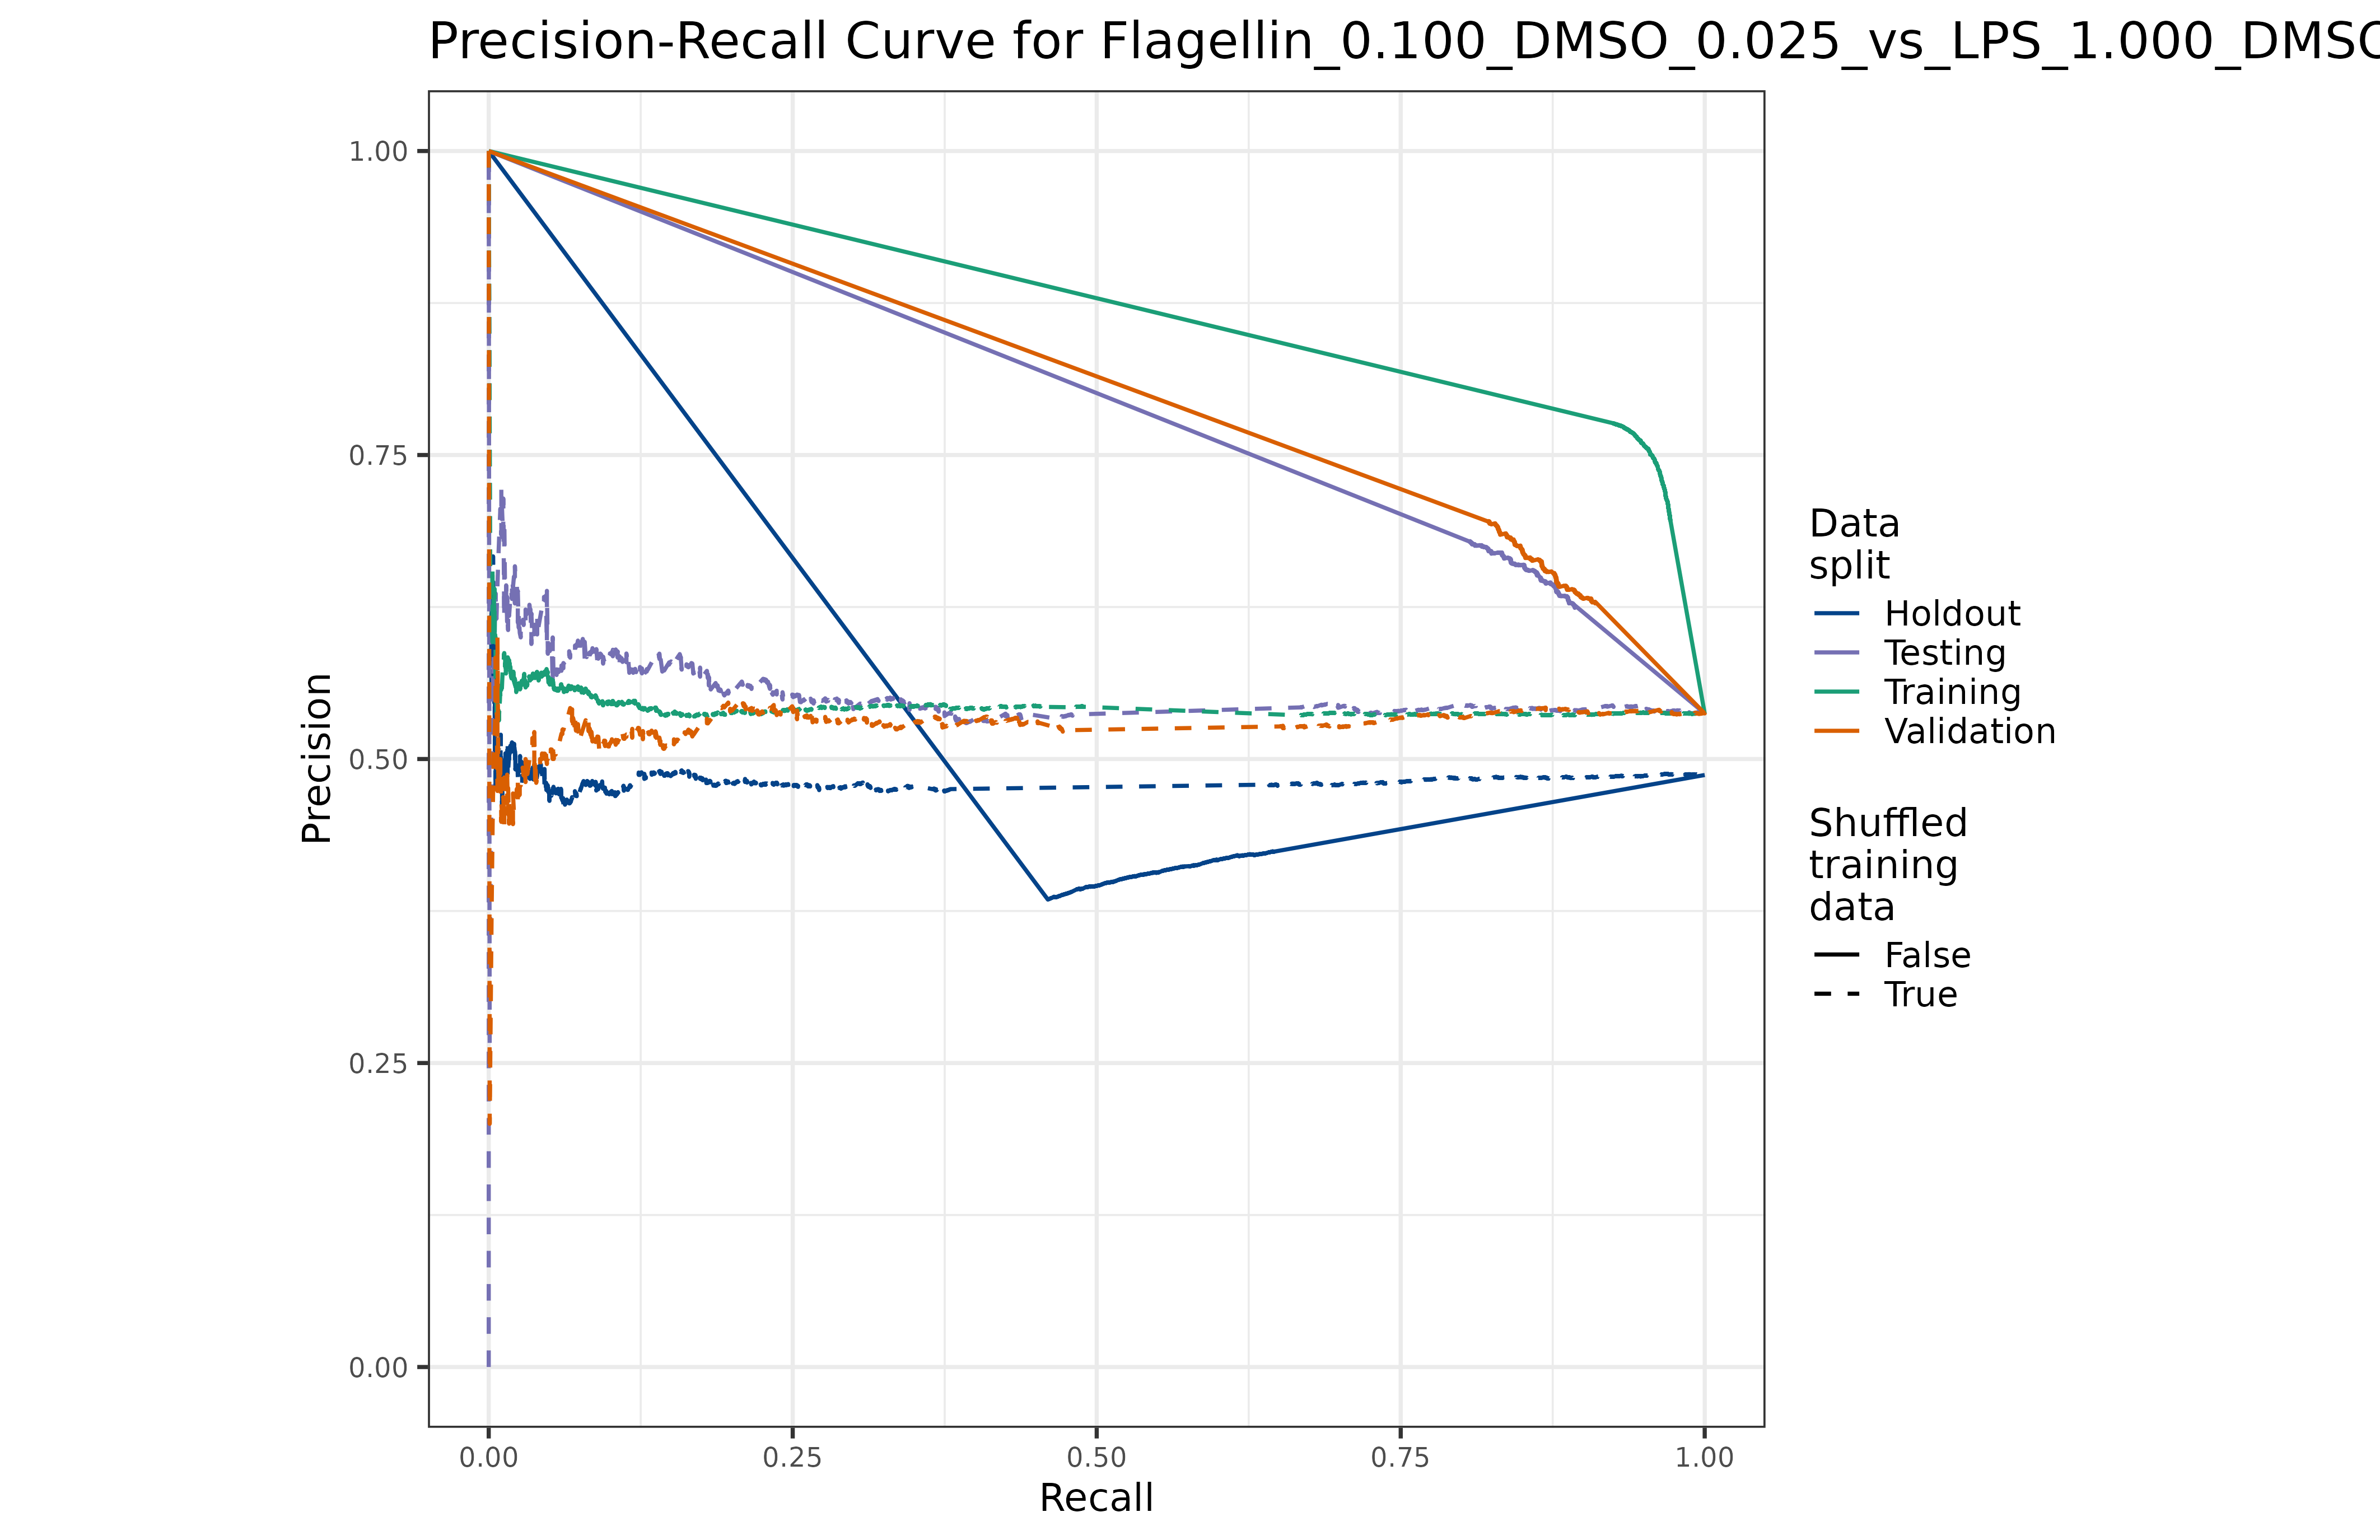 Precision-Recall Curve for Flagellin_0.100_DMSO_0.025_vs_LPS_1.000_DMSO
1.00
0.75
0.50
0.25
0.00
Precision
0.00 0.25 0.50 0.75 1.00
Recall
Data
split
Holdout
Testing
Training
Validation
Shuffled
training
data
False
True